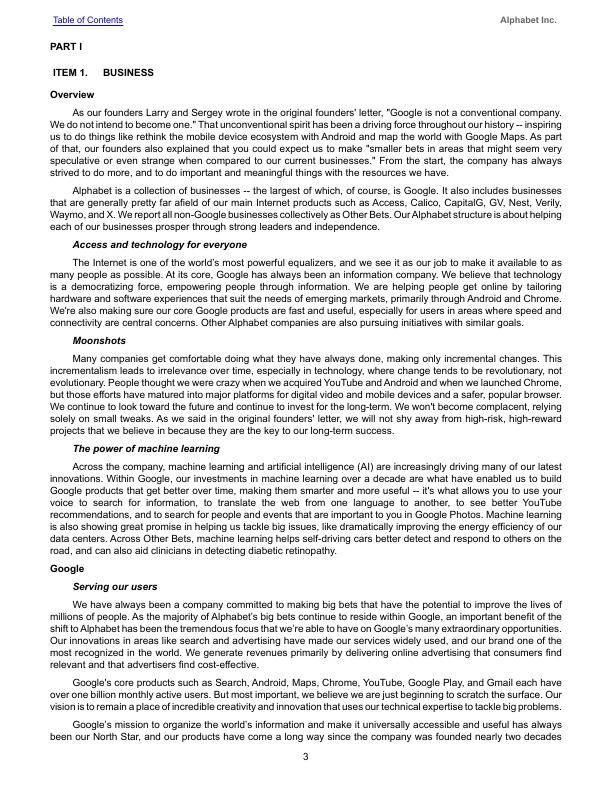 Table of Contents
Alphabet Inc.
PART I
ITEM 1. BUSINESS
Overview
As our founders Larry and Sergey wrote in the original founders' letter, "Google is not a conventional company.
We do not intend to become one." That unconventional spirit has been a driving force throughout our history -- inspiring
us to do things like rethink the mobile device ecosystem with Android and map the world with Google Maps. As part
of that, our founders also explained that you could expect us to make "smaller bets in areas that might seem very
speculative or even strange when compared to our current businesses." From the start, the company has always
strived to do more, and to do important and meaningful things with the resources we have.
Alphabet is a collection of businesses -- the largest of which, of course, is Google. It also includes businesses
that are generally pretty far afield of our main Internet products such as Access, Calico, CapitalG, GV, Nest, Verily,
Waymo, and X. We report all non-Google businesses collectively as Other Bets. Our Alphabet structure is about helping
each of our businesses prosper through strong leaders and independence.
Access and technology for everyone
The Internet is one of the world's most powerful equalizers, and we see it as our job to make it available to as
many people as possible. At its core, Google has always been an information company. We believe that technology
is a democratizing force, empowering people through information. We are helping people get online by tailoring
hardware and software experiences that suit the needs of emerging markets, primarily through Android and Chrome.
We're also making sure our core Google products are fast and useful, especially for users in areas where speed and
connectivity are central concerns. Other Alphabet companies are also pursuing initiatives with similar goals.
Moonshots
Many companies get comfortable doing what they have always done, making only incremental changes. This
incrementalism leads to irrelevance over time, especially in technology, where change tends to be revolutionary, not
evolutionary. People thought we were crazy when we acquired YouTube and Android and when we launched Chrome,
but those efforts have matured into major platforms for digital video and mobile devices and a safer, popular browser.
We continue to look toward the future and continue to invest for the long-term. We won't become complacent, relying
solely on small tweaks. As we said in the original founders' letter, we will not shy away from high-risk, high-reward
projects that we believe in because they are the key to our long-term success.
The power of machine learning
Across the company, machine learning and artificial intelligence (AI) are increasingly driving many of our latest
innovations. Within Google, our investments in machine learning over a decade are what have enabled us to build
Google products that get better over time, making them smarter and more useful -- it's what allows you to use your
voice to search for information, to translate the web from one language to another, to see better YouTube
recommendations, and to search for people and events that are important to you in Google Photos. Machine learning
is also showing great promise in helping us tackle big issues, like dramatically improving the energy efficiency of our
data centers. Across Other Bets, machine learning helps self-driving cars better detect and respond to others on the
road, and can also aid clinicians in detecting diabetic retinopathy.
Google
Serving our users
We have always been a company committed to making big bets that have the potential to improve the lives of
millions of people. As the majority of Alphabet's big bets continue to reside within Google, an important benefit of the
shift to Alphabet has been the tremendous focus that we're able to have on Google's many extraordinary opportunities.
Our innovations in areas like search and advertising have made our services widely used, and our brand one of the
most recognized in the world. We generate revenues primarily by delivering online advertising that consumers find
relevant and that advertisers find cost-effective.
Google's core products such as Search, Android, Maps, Chrome, YouTube, Google Play, and Gmail each have
over one billion monthly active users. But most important, we believe we are just beginning to scratch the surface. Our
vision is to remain a place of incredible creativity and innovation that uses our technical expertise to tackle big problems.
Google's mission to organize the world's information and make it universally accessible and useful has always
been our North Star, and our products have come a long way since the company was founded nearly two decades
3